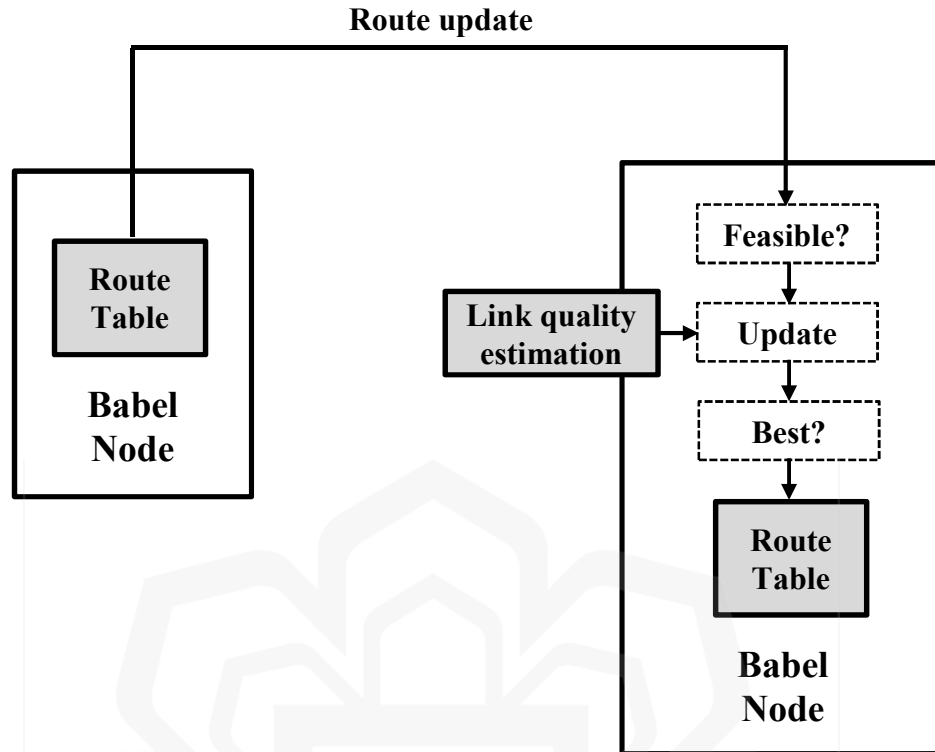 Route update
Route
Table
Babel
Node
Feasible?
Link quality
estimation
Update
Best?
Route
Table
Babel
Node